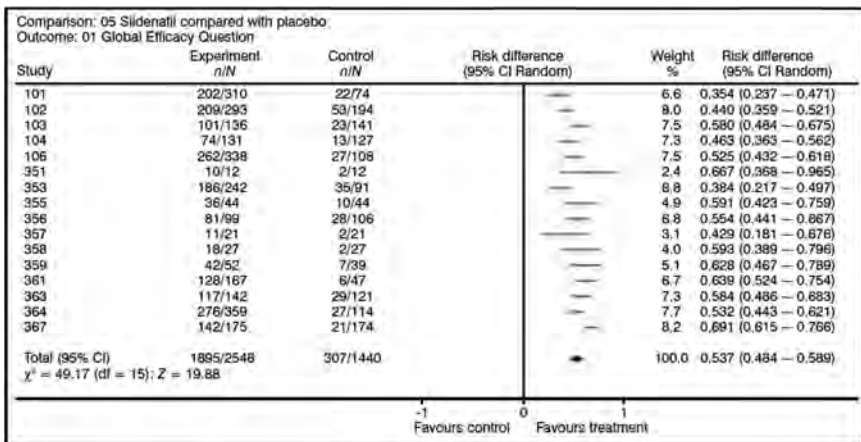 Comparison: 05 Sildenafil compared with placebo
Outcome: 01 Global Efficacy Question
Study Experiment n/N Control n/N Risk difference (95% CI Random) Weight % Risk difference (95% CI Random)
101 202/310 22/74 6.6 0.354 (0.237 – 0.471)
102 209/293 53/194 8.0 0.440 (0.359 – 0.521)
103 101/136 23/141 7.5 0.580 (0.484 – 0.675)
104 74/131 13/127 7.3 0.463 (0.363 – 0.562)
106 262/338 27/108 7.5 0.525 (0.432 – 0.618)
351 10/12 2/12 2.4 0.667 (0.368 – 0.965)
353 186/242 35/91 6.8 0.384 (0.217 – 0.497)
355 36/44 10/44 4.9 0.591 (0.423 – 0.759)
356 81/99 28/106 6.8 0.554 (0.441 – 0.667)
357 11/21 2/21 3.1 0.429 (0.181 – 0.676)
358 18/27 2/27 4.0 0.593 (0.389 – 0.796)
359 42/52 7/39 5.1 0.628 (0.467 – 0.789)
361 128/167 6/47 6.7 0.639 (0.524 – 0.754)
363 117/142 29/121 7.3 0.584 (0.486 – 0.683)
364 276/359 27/114 7.7 0.532 (0.443 – 0.621)
367 142/175 21/174 8.2 0.691 (0.615 – 0.766)
Total (95% CI) 1895/2548 307/1440 100.0 0.537 (0.484 – 0.589)
χ² = 49.17 (df = 15); Z = 19.88
-1 0 1
Favours control Favours treatment